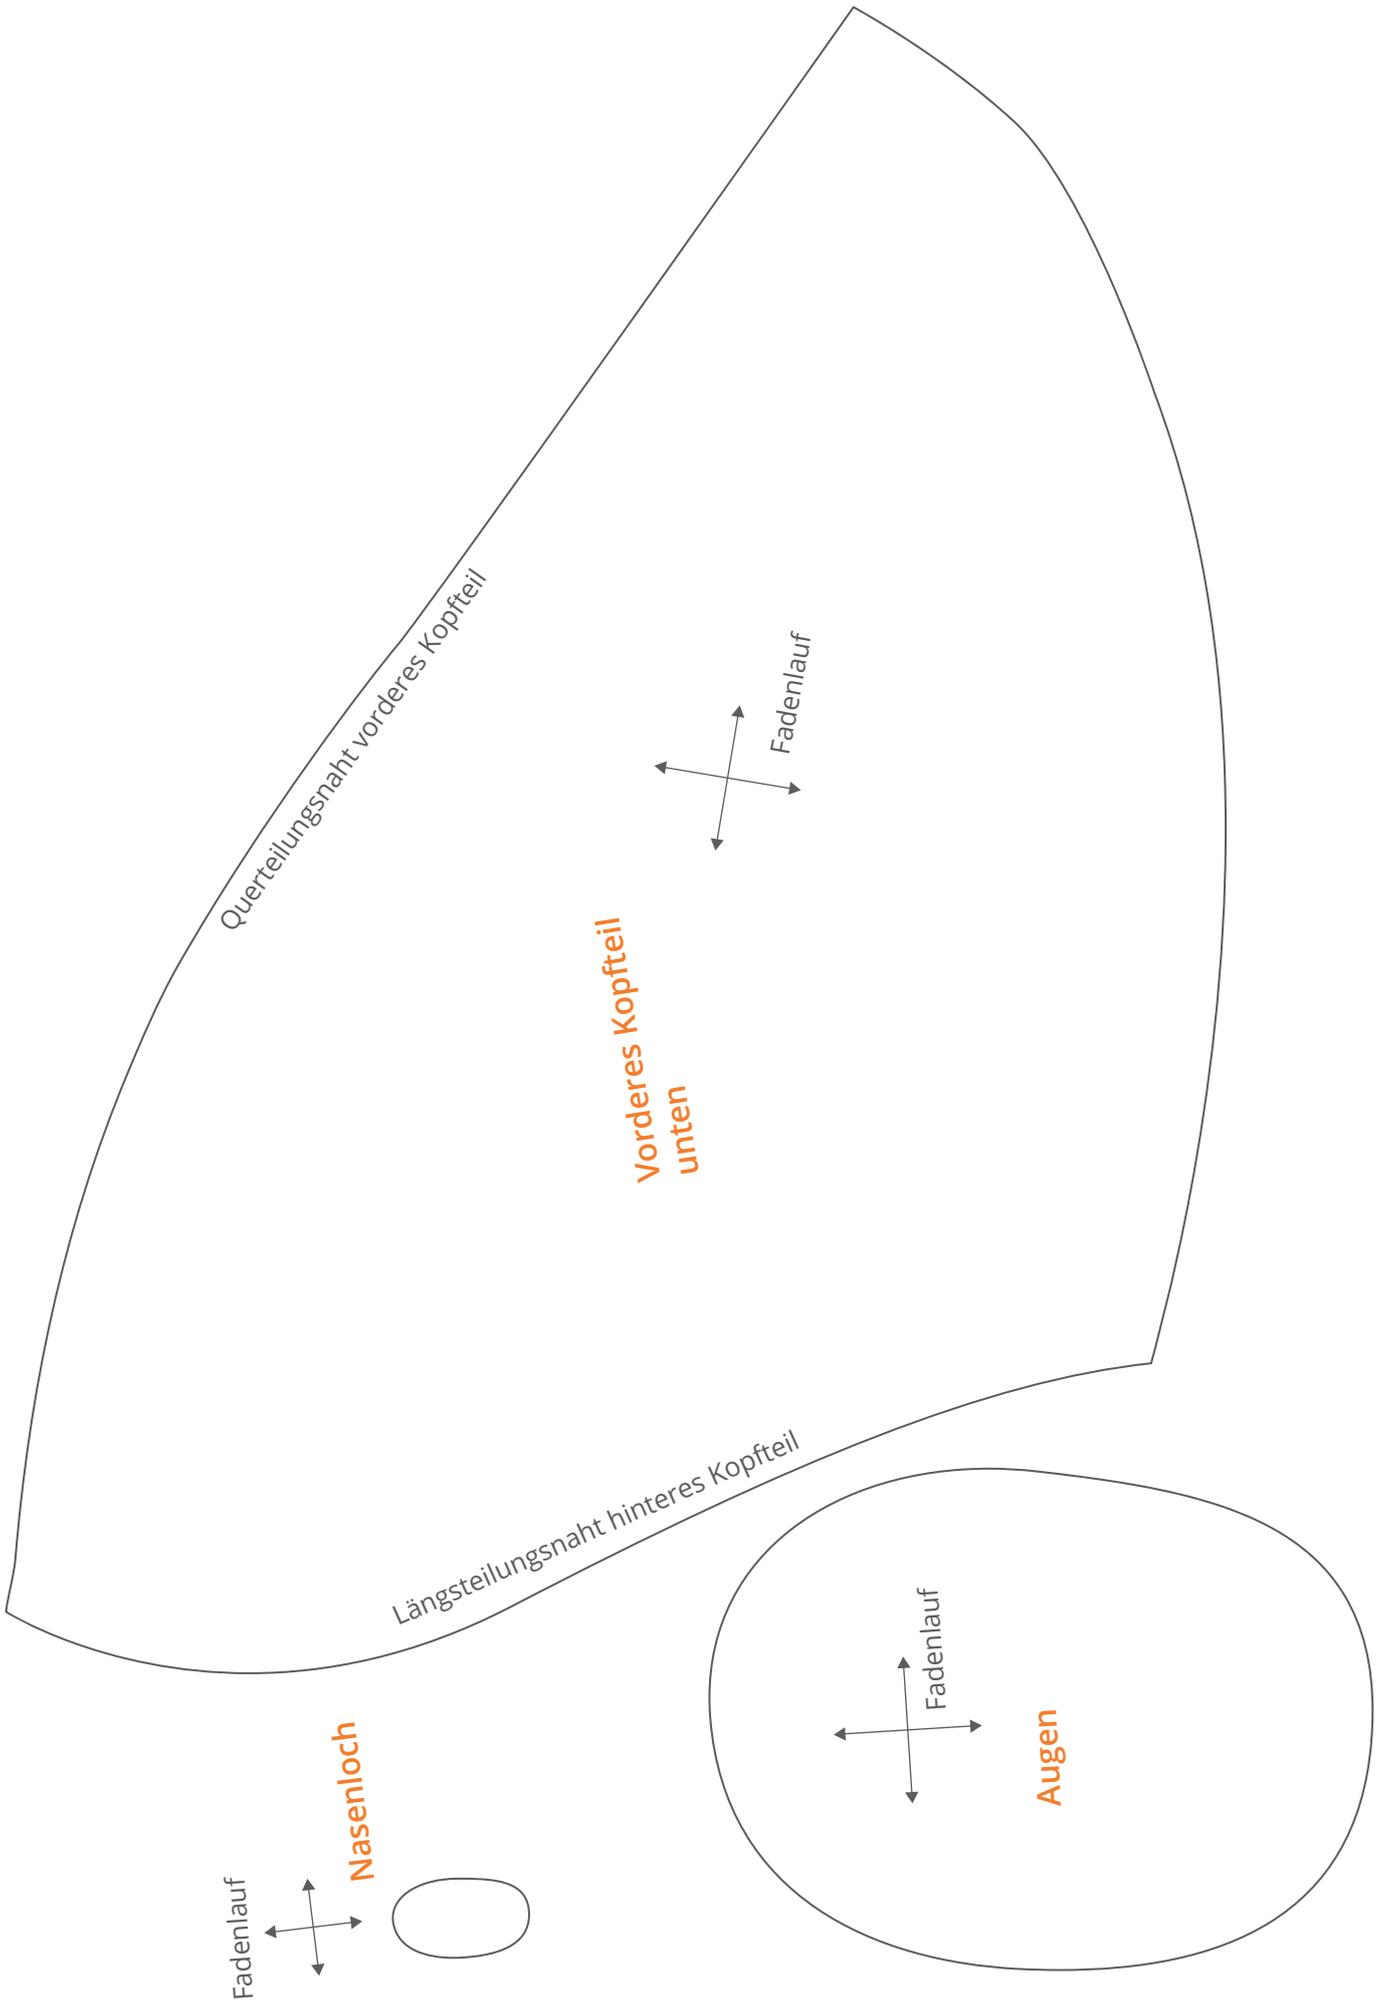 Querteilungsnaht vorderes Kopfteil
Fadenlauf
Vorderes Kopfteil
unten
Längsteilungsnaht hinteres Kopfteil
Fadenlauf
Augen
Nasenloch
Fadenlauf